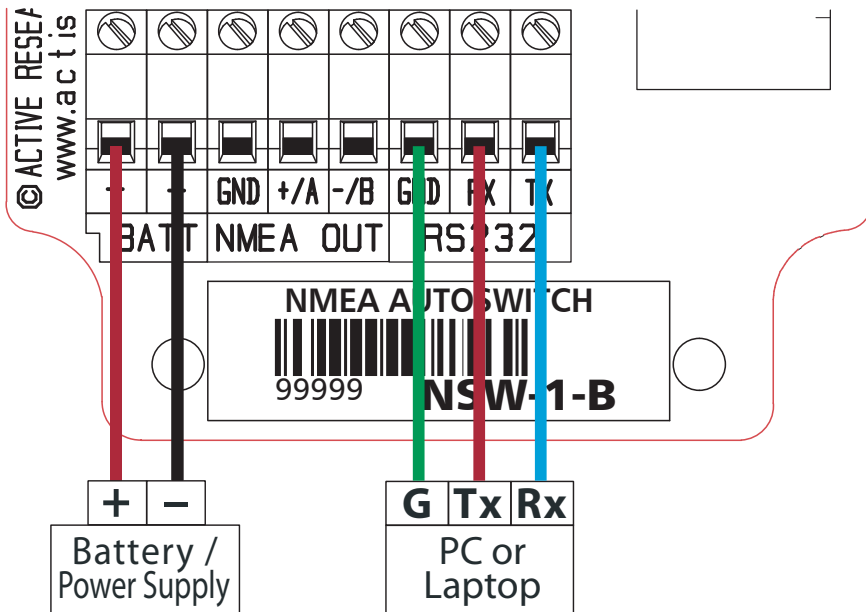 © ACTIVE RESEA
www.actis
+ - GND +/A -/B GND RX TX
BATT NMEA OUT RS232
NMEA AUTOSWITCH
99999
NSW-1-B
+ − G Tx Rx
Battery /
Power Supply
PC or
Laptop